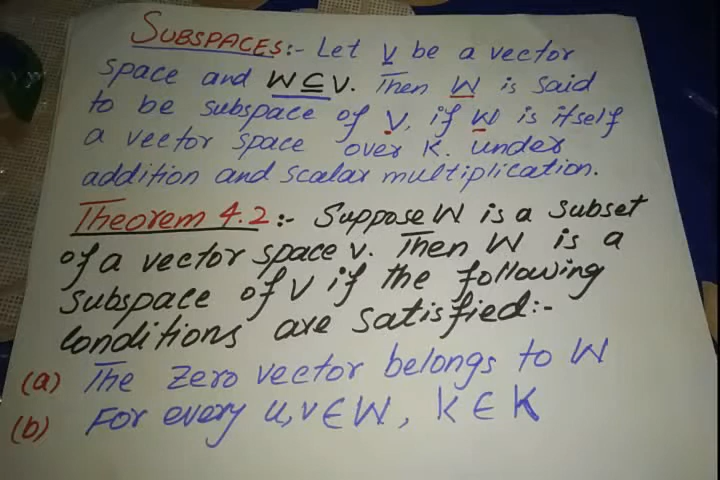 SUBSPACES:- Let V be a vector
space and W ⊆ V. Then W is said
to be subspace of V, if W is itself
a vector space over K. under
addition and scalar multiplication.
Theorem 4.2:- Suppose W is a subset
of a vector space V. Then W is a
subspace of V if the following
conditions are satisfied:-
(a) The Zero vector belongs to W
(b) For every u, v ∈ W, k ∈ K